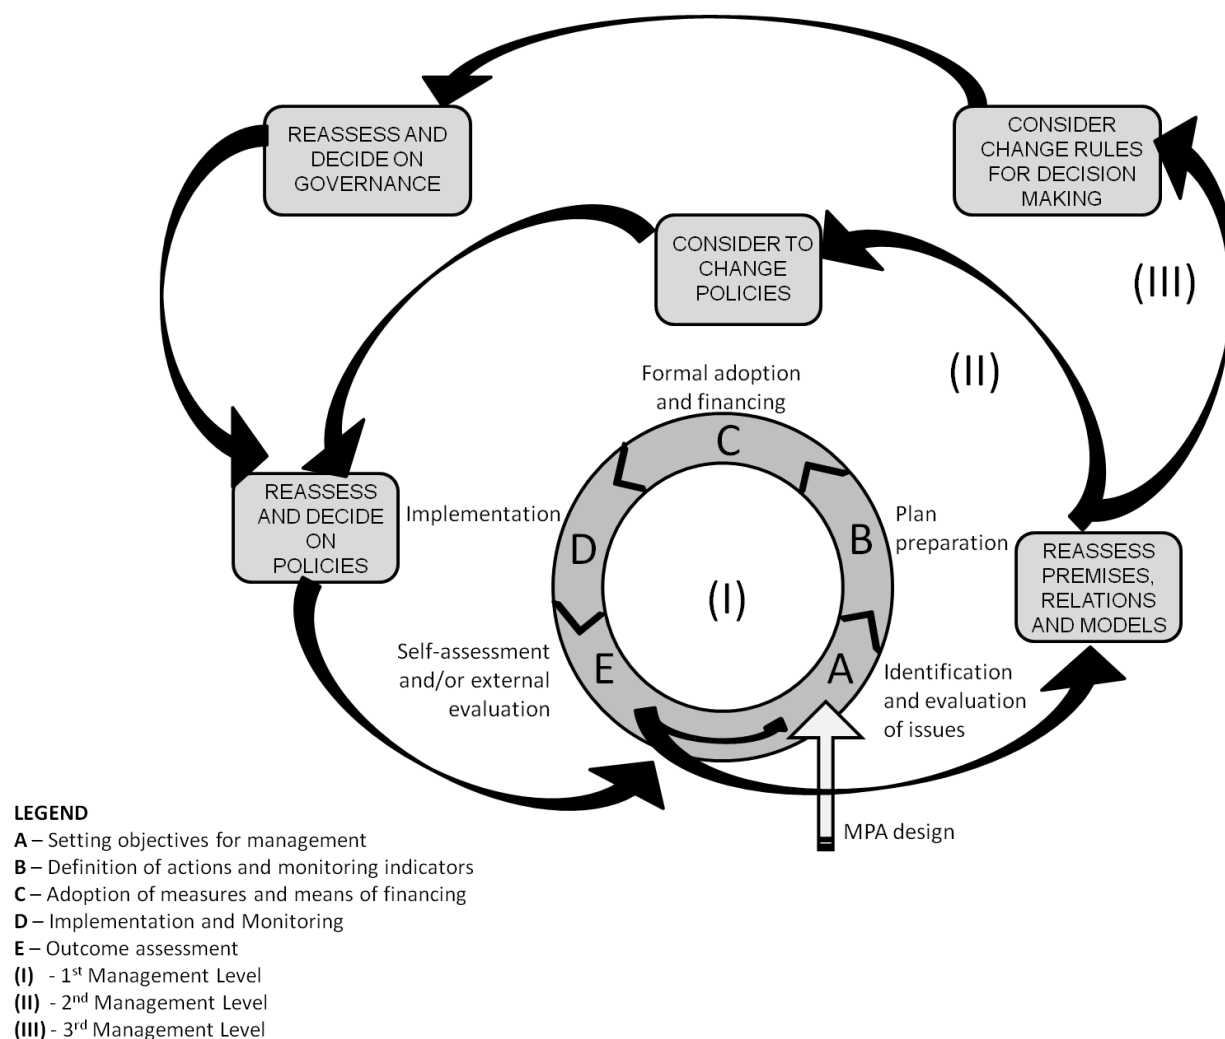 REASSESS AND
DECIDE ON
GOVERNANCE
CONSIDER
CHANGE RULES
FOR DECISION
MAKING
CONSIDER TO
CHANGE
POLICIES
(III)
(II)
Formal adoption
and financing
C
REASSESS
AND DECIDE
ON
POLICIES
Implementation
D
B
Plan
preparation
REASSESS
PREMISES,
RELATIONS
AND MODELS
(I)
Self-assessment
and/or external
evaluation
E
A
Identification
and evaluation
of issues
MPA design
LEGEND
A – Setting objectives for management
B – Definition of actions and monitoring indicators
C – Adoption of measures and means of financing
D – Implementation and Monitoring
E – Outcome assessment
(I) - 1st Management Level
(II) - 2nd Management Level
(III) - 3rd Management Level